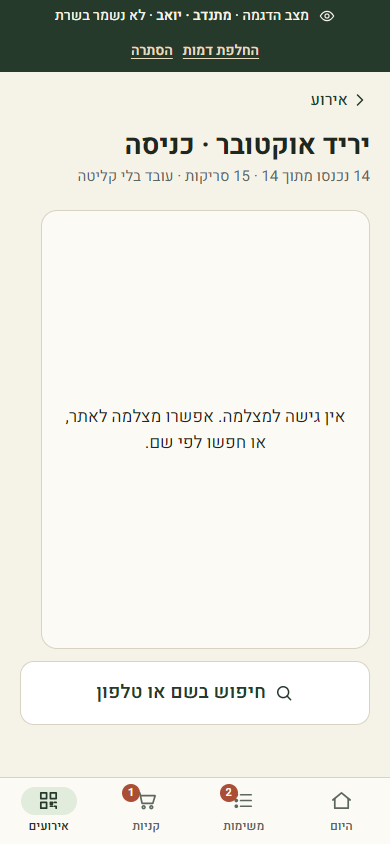 מצב הדגמה · מתנדב · יואב · לא נשמר בשרת
החלפת דמות הסתרה
אירוע
יריד אוקטובר · כניסה
14 נכנסו מתוך 14 · 15 סריקות · עובד בלי קליטה
אין גישה למצלמה. אפשרו מצלמה לאתר,
או חפשו לפי שם.
חיפוש בשם או טלפון
2
1
היום
משימות
קניות
אירועים